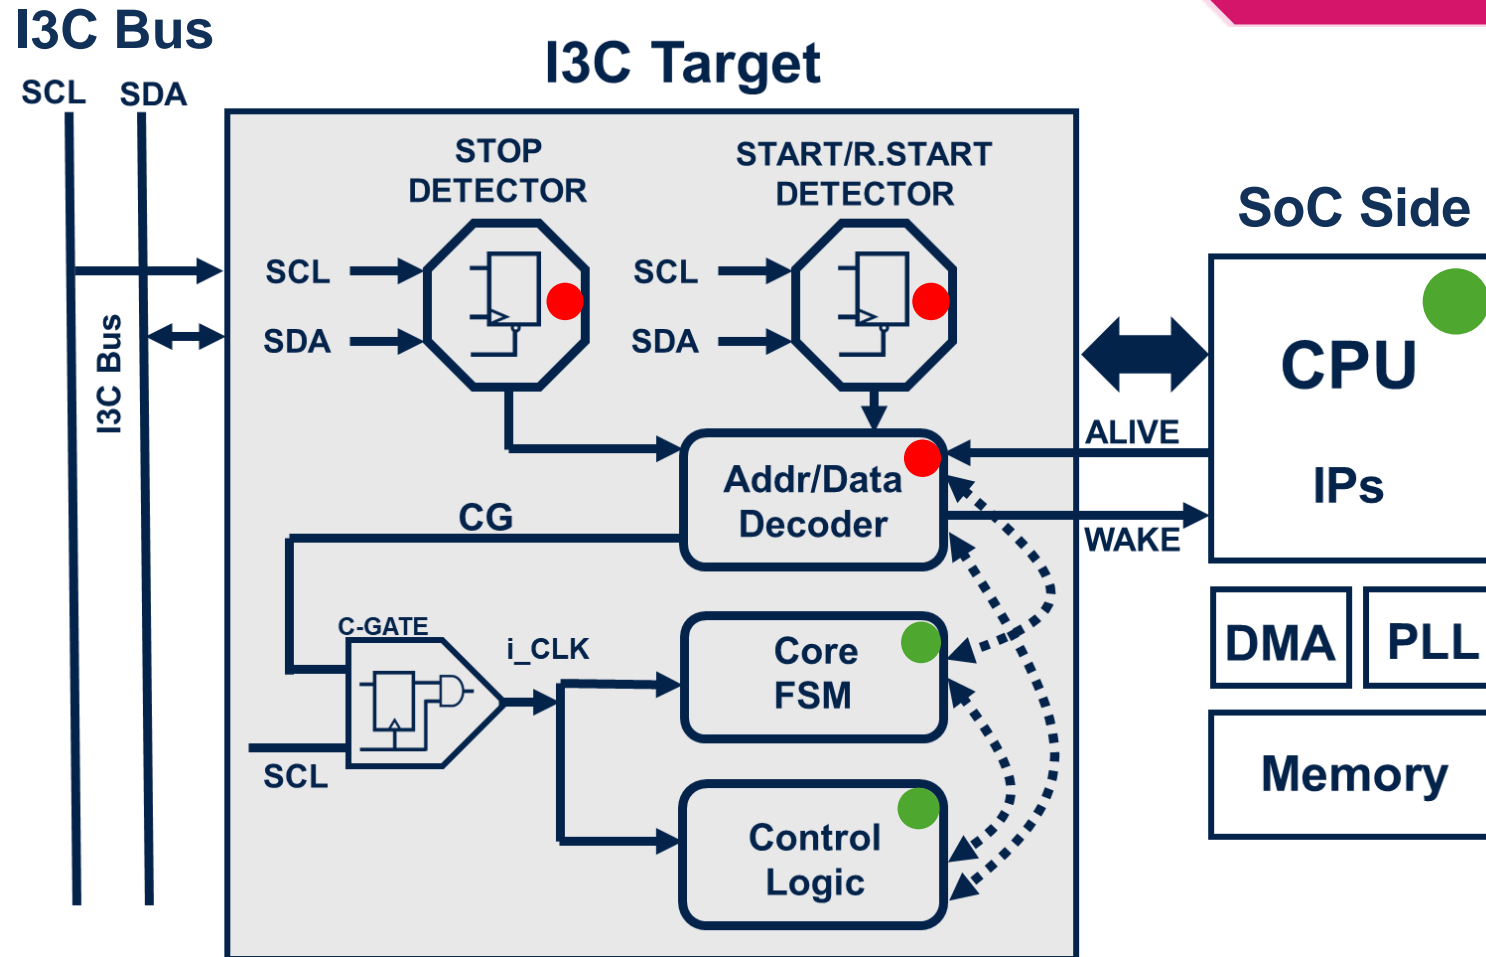 I3C Bus
I3C Target
SCL
SDA
I3C Bus
STOP
DETECTOR
START/R.START
DETECTOR
SCL
SDA
SCL
SDA
SoC Side
CPU
IPs
ALIVE
WAKE
Addr/Data
Decoder
CG
C-GATE
i_CLK
SCL
Core
FSM
Control
Logic
DMA
PLL
Memory